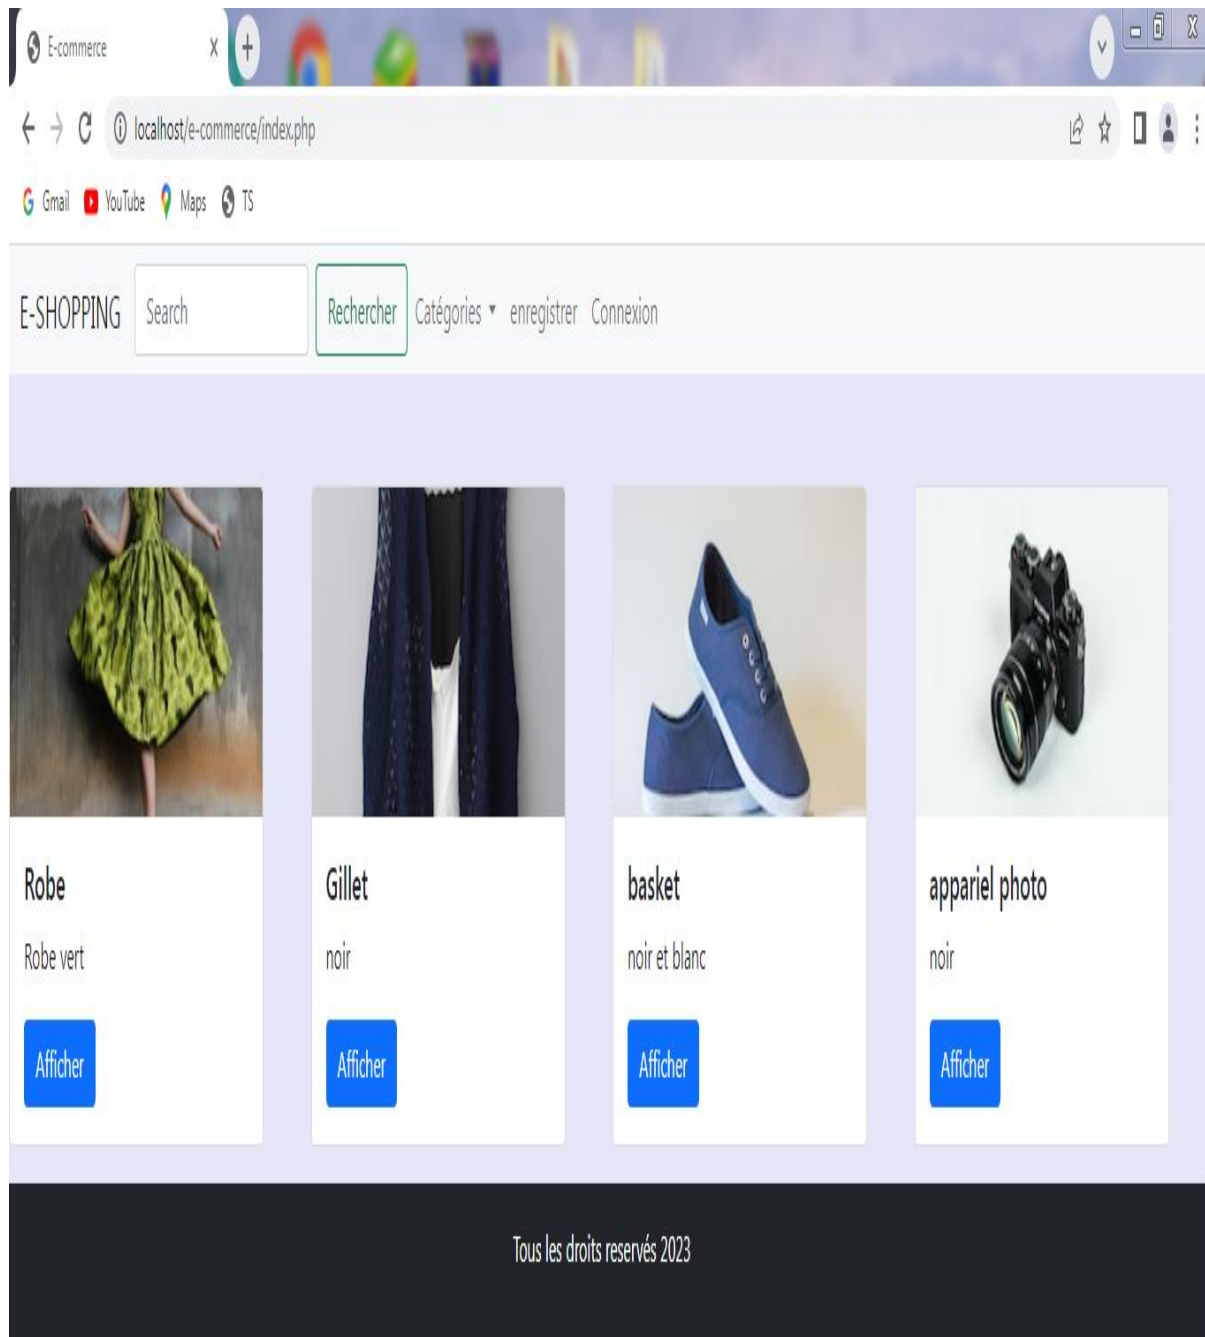 E-commerce
localhost/e-commerce/index.php
Gmail YouTube Maps TS
E-SHOPPING Search Rechercher Catégories enregistrer Connexion
Robe Gillet basket appariel photo
Robe vert noir noir et blanc noir
Afficher Afficher Afficher Afficher
Tous les droits reservés 2023